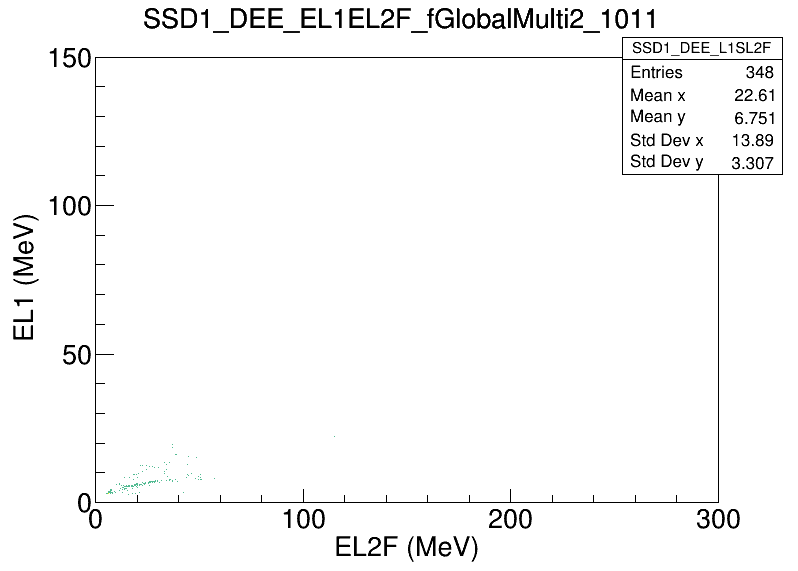 SSD1_DEE_EL1EL2F_fGlobalMulti2_1011
SSD1_DEE_L1SL2F
Entries 348
Mean x 22.61
Mean y 6.751
Std Dev x 13.89
Std Dev y 3.307
150
100
50
0
EL1 (MeV)
0 100 200 300
EL2F (MeV)